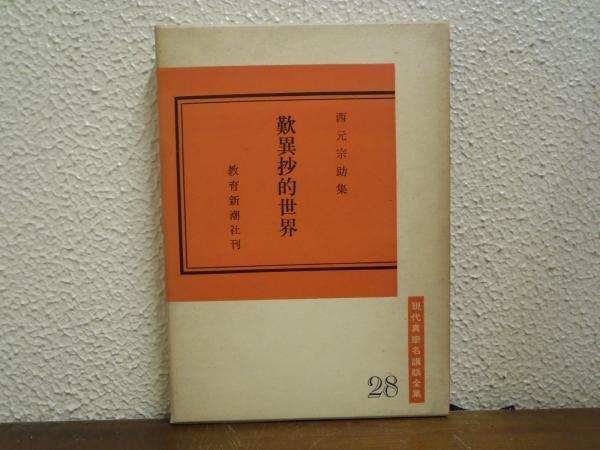 西元宗助集
歎異抄的世界
教育新潮社刊
現代真宗名講話全集
28